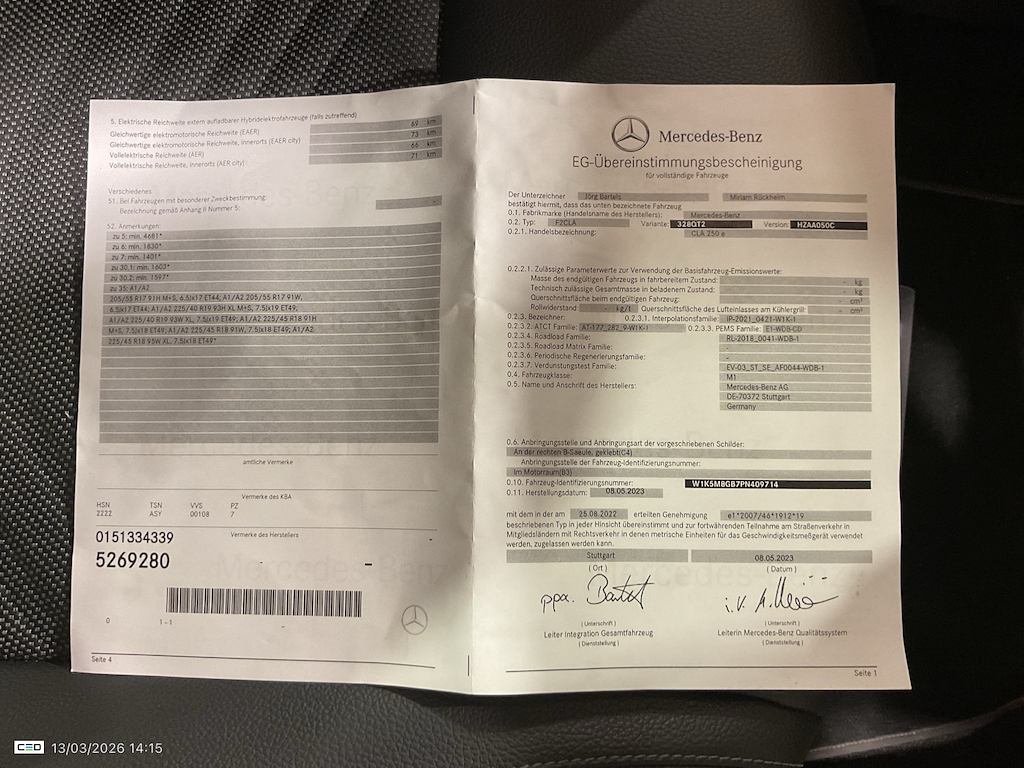 5. Elektrische Reichweite extern aufladbarer Hybridelektrofahrzeuge (falls zutreffend)
Gleichwertige elektromotorische Reichweite (EAER) 69 km
Gleichwertige elektromotorische Reichweite, innerorts (EAER city) 73 km
Vollelektrische Reichweite (AER) 66 km
Vollelektrische Reichweite, innerorts (AER city) 71 km
Verschiedenes
51. Bei Fahrzeugen mit besonderer Zweckbestimmung:
Bezeichnung gemäß Anhang II Nummer 5: -
52. Anmerkungen:
zu 5: min. 4681*
zu 6: min. 1830*
zu 7: min. 1401*
zu 30.1: min. 1603*
zu 30.2: min. 1597*
zu 35: A1/A2
205/55 R17 91H M+S, 6.5Jx17 ET44; A1/A2 205/55 R17 91W,
6.5Jx17 ET44; A1/A2 225/40 R19 93H XL M+S, 7.5Jx19 ET49;
A1/A2 225/40 R19 93W XL, 7.5Jx19 ET49; A1/A2 225/45 R18 91H
M+S, 7.5Jx18 ET49; A1/A2 225/45 R18 91W, 7.5Jx18 ET49; A1/A2
225/45 R18 95W XL, 7.5Jx18 ET49*
amtliche Vermerke
Vermerke des KBA
HSN TSN VVS PZ
2222 ASY 00108 7
0151334339 Vermerke des Herstellers -
5269280 -
0 1-1 -
Seite 4
Mercedes-Benz
EG-Übereinstimmungsbescheinigung
für vollständige Fahrzeuge
Der Unterzeichner Jörg Bartels Miriam Rückheim
bestätigt hiermit, dass das unten bezeichnete Fahrzeug
0.1. Fabrikmarke (Handelsname des Herstellers): Mercedes-Benz
0.2. Typ: F2CLA Variante: 328QT2 Version: HZAA050C
0.2.1. Handelsbezeichnung: CLA 250 e
0.2.2.1. Zulässige Parameterwerte zur Verwendung der Basisfahrzeug-Emissionswerte:
Masse des endgültigen Fahrzeugs in fahrbereitem Zustand: - kg
Technisch zulässige Gesamtmasse in beladenem Zustand: - kg
Querschnittsfläche beim endgültigen Fahrzeug: - cm²
Rollwiderstand - kg/t Querschnittsfläche des Lufteinlasses am Kühlergrill: - cm²
0.2.3. Bezeichner: 0.2.3.1. Interpolationsfamilie: IP-2021_0421-W1K-1
0.2.3.2. ATCT Familie: AT-177_282_9-W1K-1 0.2.3.3. PEMS Familie: E1-WDB-CD
0.2.3.4. Roadload Familie: RL-2018_0041-WDB-1
0.2.3.5. Roadload Matrix Familie: -
0.2.3.6. Periodische Regenerierungsfamilie: -
0.2.3.7. Verdunstungstest Familie: EV-03_ST_SE_AF0044-WDB-1
0.4. Fahrzeugklasse: M1
0.5. Name und Anschrift des Herstellers: Mercedes-Benz AG
DE-70372 Stuttgart
Germany
0.6. Anbringungsstelle und Anbringungsart der vorgeschriebenen Schilder:
An der rechten B-Saeule, geklebt(C4)
Anbringungsstelle der Fahrzeug-Identifizierungsnummer:
Im Motorraum(B3)
0.10. Fahrzeug-Identifizierungsnummer: W1K5M8GB7PN409714
0.11. Herstellungsdatum: 08.05.2023
mit dem in der am 25.08.2022 erteilten Genehmigung e1*2007/46*1912*19
beschriebenen Typ in jeder Hinsicht übereinstimmt und zur fortwährenden Teilnahme am Straßenverkehr in
Mitgliedsländern mit Rechtsverkehr in denen metrische Einheiten für das Geschwindigkeitsmeßgerät verwendet
werden, zugelassen werden kann.
Stuttgart 08.05.2023
(Ort) (Datum)
ppa. i.V.
(Unterschrift) (Unterschrift)
Leiter Integration Gesamtfahrzeug Leiterin Mercedes-Benz Qualitätssystem
(Dienststellung) (Dienststellung)
Seite 1
CEO 13/03/2026 14:15